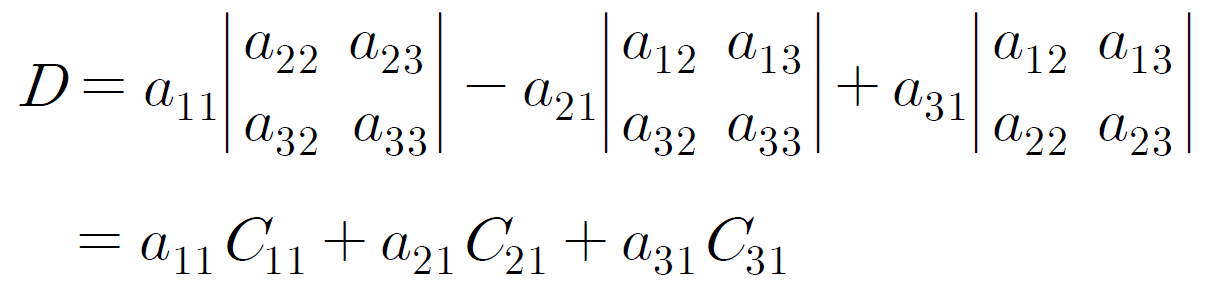 D = a₁₁ |a₂₂ a₂₃; a₃₂ a₃₃| − a₂₁ |a₁₂ a₁₃; a₃₂ a₃₃| + a₃₁ |a₁₂ a₁₃; a₂₂ a₂₃|
= a₁₁C₁₁ + a₂₁C₂₁ + a₃₁C₃₁